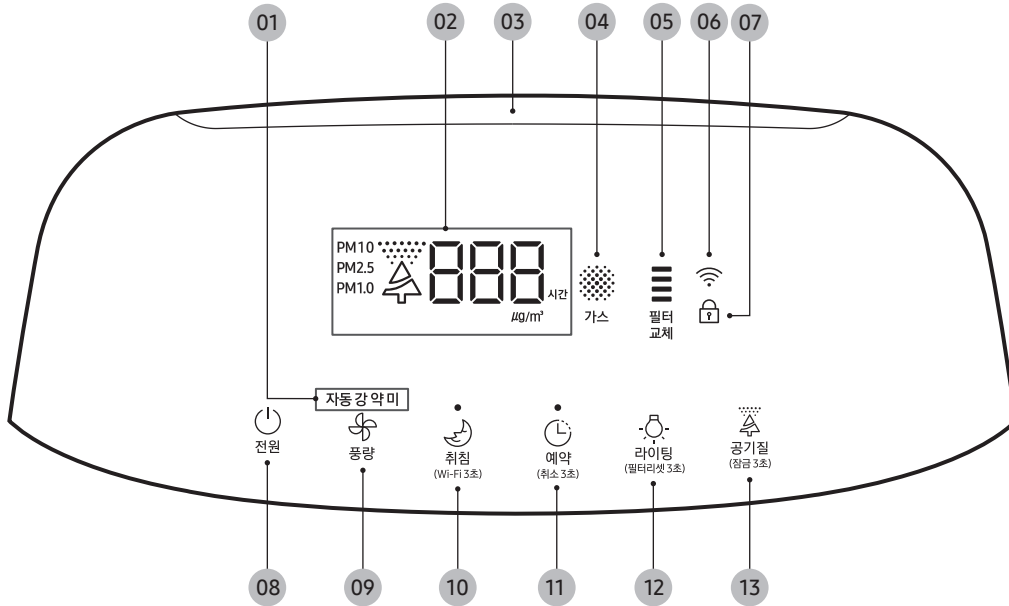 01 02 03 04 05 06 07
PM10
PM2.5
PM1.0
888
시간
㎍/㎥
가스
필터
교체
자동 강 약 미
전원
풍량
취침
(Wi-Fi 3초)
예약
(취소 3초)
라이팅
(필터리셋 3초)
공기질
(잠금 3초)
08 09 10 11 12 13